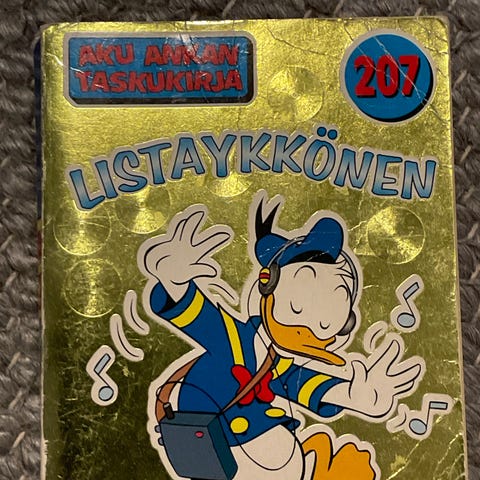 AKU ANKAN
TASKUKIRJA
207
LISTAYKKÖNEN